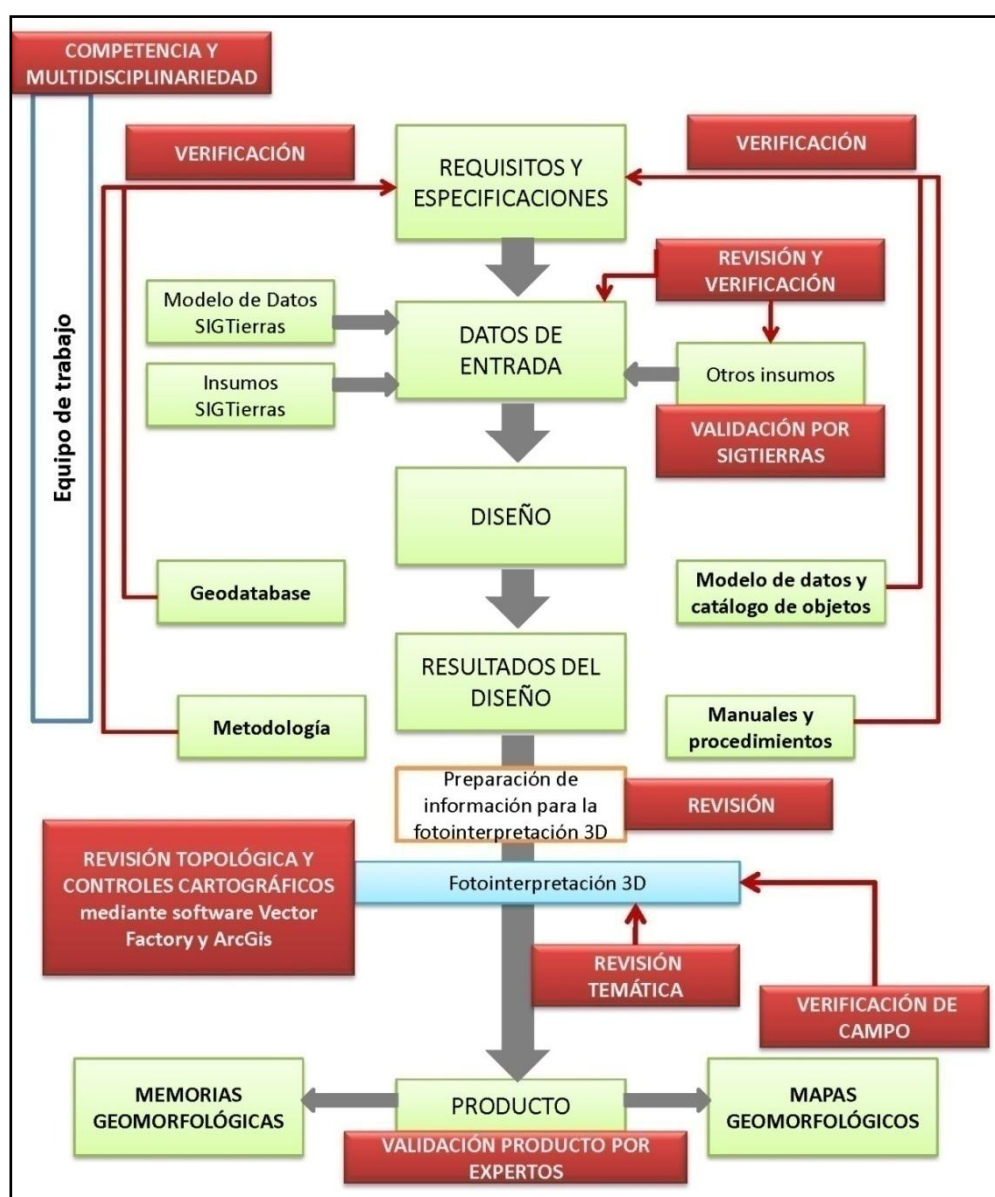 COMPETENCIA Y
MULTIDISCIPLINARIEDAD
Equipo de trabajo
VERIFICACIÓN
VERIFICACIÓN
REQUISITOS Y
ESPECIFICACIONES
REVISIÓN Y
VERIFICACIÓN
Modelo de Datos
SIGTierras
DATOS DE
ENTRADA
Insumos
SIGTierras
Otros insumos
VALIDACIÓN POR
SIGTIERRAS
DISEÑO
Geodatabase
Modelo de datos y
catálogo de objetos
RESULTADOS DEL
DISEÑO
Metodología
Manuales y
procedimientos
Preparación de
información para la
fotointerpretación 3D
REVISIÓN
REVISIÓN TOPOLÓGICA Y
CONTROLES CARTOGRÁFICOS
mediante software Vector
Factory y ArcGis
Fotointerpretación 3D
REVISIÓN
TEMÁTICA
VERIFICACIÓN DE
CAMPO
MEMORIAS
GEOMORFOLÓGICAS
PRODUCTO
MAPAS
GEOMORFOLÓGICOS
VALIDACIÓN PRODUCTO POR
EXPERTOS